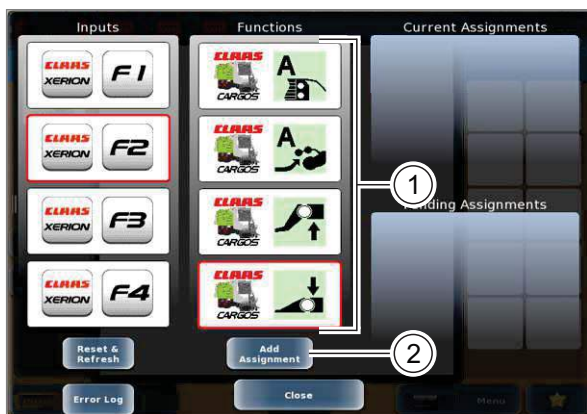 Inputs
Functions
Current Assignments
CLAAS
XERION
F1
CLAAS
CARGOS
A
CLAAS
XERION
F2
CLAAS
CARGOS
A
1
CLAAS
XERION
F3
CLAAS
CARGOS
nding Assignments
CLAAS
XERION
F4
CLAAS
CARGOS
Reset &
Refresh
Add
Assignment
2
Error Log
Close
Menu